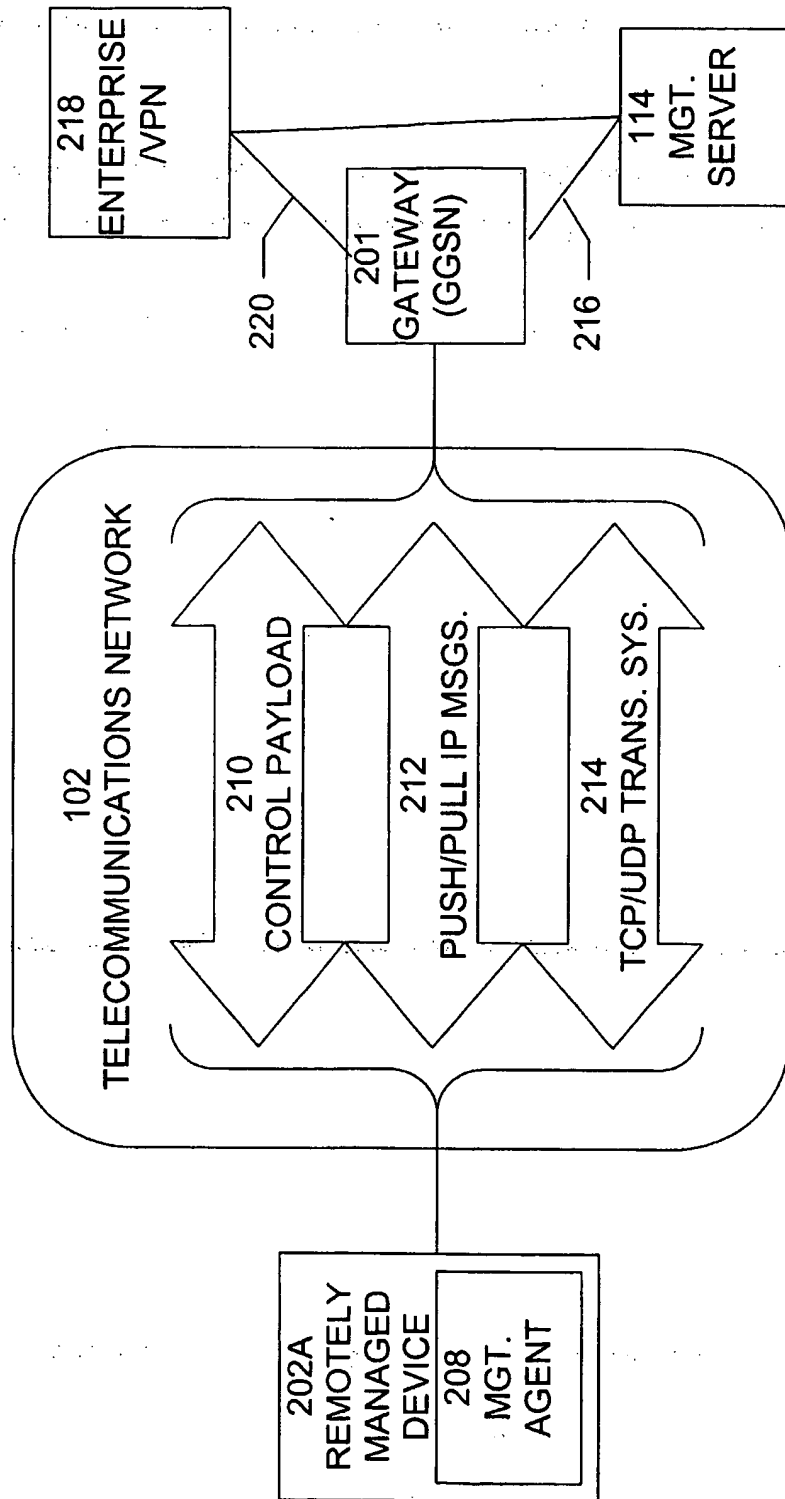 202A
REMOTELY
MANAGED
DEVICE
208
MGT.
AGENT
102
TELECOMMUNICATIONS NETWORK
210
CONTROL PAYLOAD
212
PUSH/PULL IP MSGS.
214
TCP/UDP TRANS. SYS.
220
201
GATEWAY
(GGSN)
216
218
ENTERPRISE
/VPN
114
MGT.
SERVER